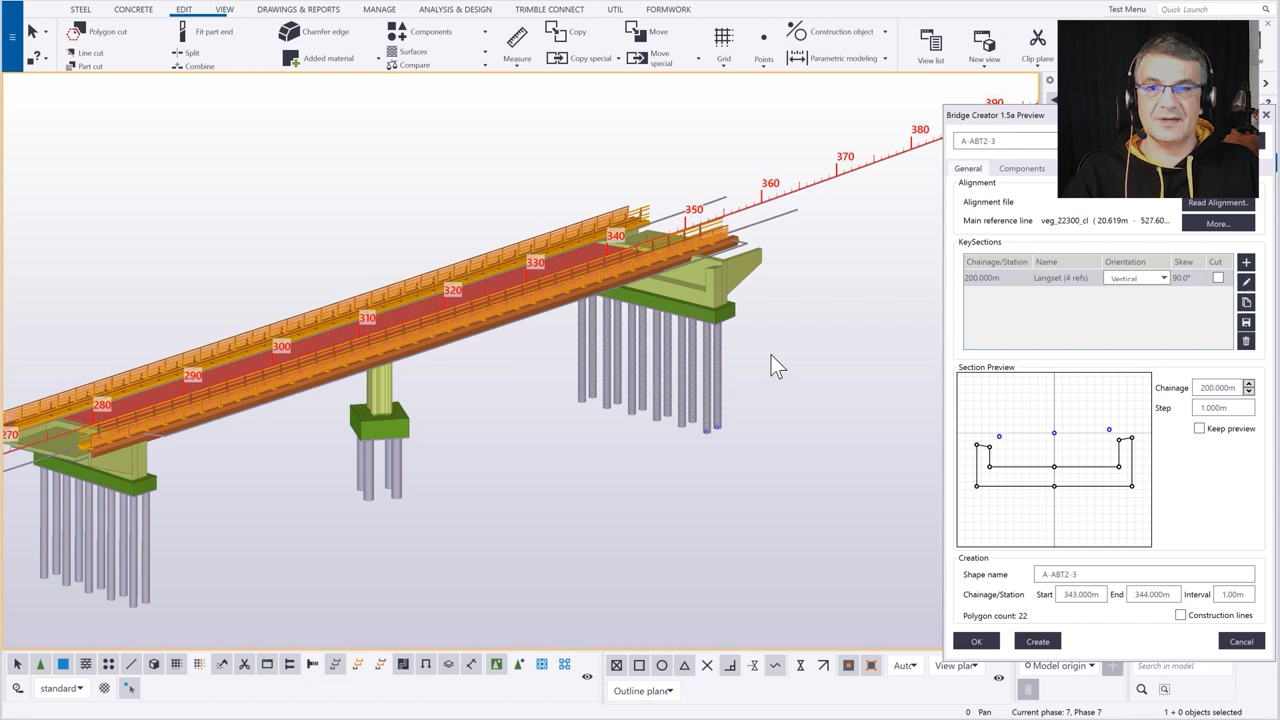 STEEL CONCRETE EDIT VIEW DRAWINGS & REPORTS MANAGE ANALYSIS & DESIGN TRIMBLE CONNECT UTIL FORMWORK Test Menu Quick Launch
Polygon cut
Line cut
Part cut
Fit part end
Split
Combine
Chamfer edge
Added material
Components
Surfaces
Compare
Measure
Copy
Copy special
Move
Move special
Grid
Points
Construction object
Parametric modeling
View list
New view
Clip plane
390
380
370
360
350
340
330
320
310
300
290
280
270
Bridge Creator 1.5a Preview
A-ABT2-3
General Components
Alignment
Alignment file Read Alignment..
Main reference line veg_22300_cl ( 20.619m - 527.60... More...
KeySections
Chainage/Station Name Orientation Skew Cut
200.000m Langset (4 refs) Vertical 90.0°
Section Preview
Chainage 200.000m
Step 1.000m
Keep preview
Creation
Shape name A-ABT2-3
Chainage/Station Start 343.000m End 344.000m Interval 1.00m
Polygon count: 22 Construction lines
OK Create Cancel
Auto View plan Model origin Search in model
standard Outline plane
0 Pan Current phase: 7, Phase 7 1 + 0 objects selected